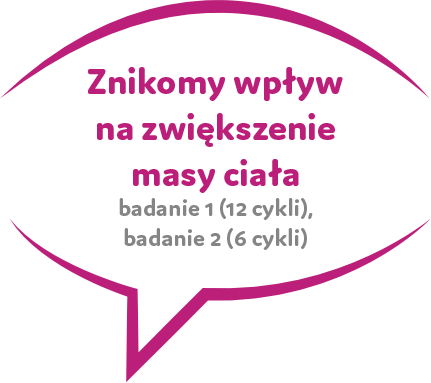 Znikomy wpływ
na zwiększenie
masy ciała
badanie 1 (12 cykli),
badanie 2 (6 cykli)